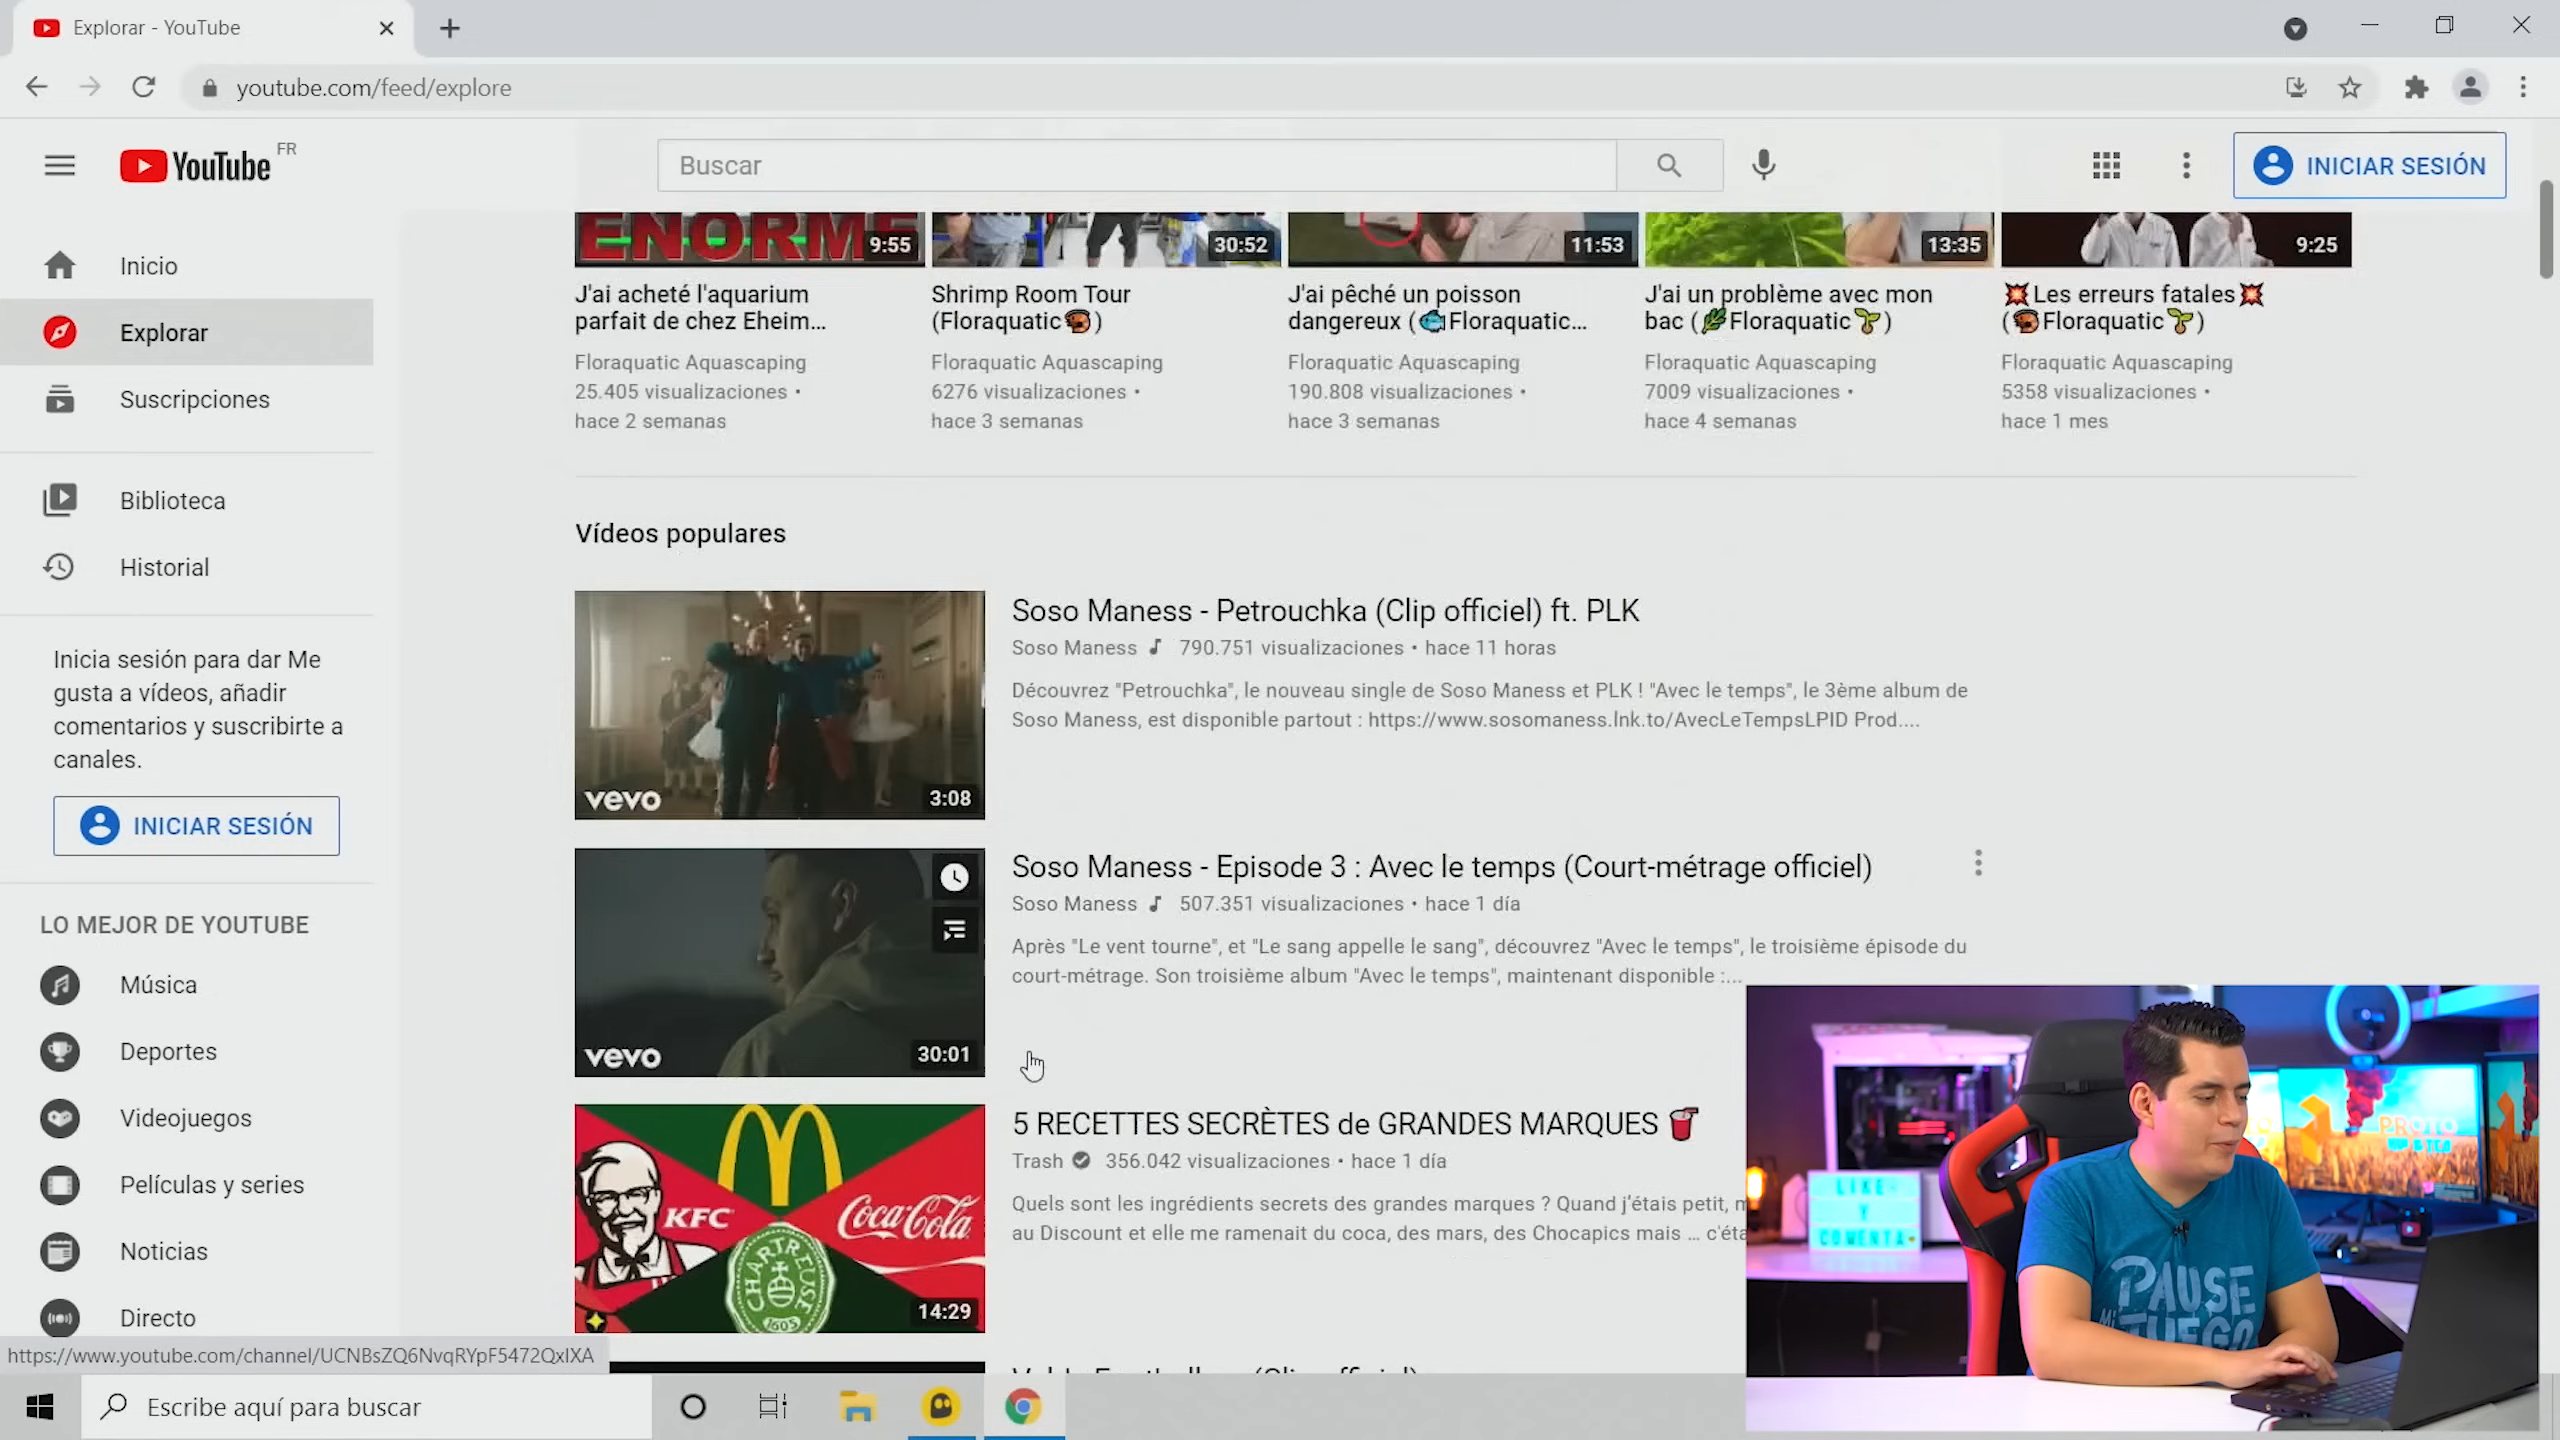 Explorar - YouTube
youtube.com/feed/explore
YouTube FR
Buscar
INICIAR SESIÓN
Inicio
Explorar
Suscripciones
Biblioteca
Historial
Inicia sesión para dar Me
gusta a vídeos, añadir
comentarios y suscribirte a
canales.
INICIAR SESIÓN
LO MEJOR DE YOUTUBE
Música
Deportes
Videojuegos
Películas y series
Noticias
Directo
ENORME
9:55
J'ai acheté l'aquarium
parfait de chez Eheim...
Floraquatic Aquascaping
25.405 visualizaciones •
hace 2 semanas
30:52
Shrimp Room Tour
(Floraquatic🍤)
Floraquatic Aquascaping
6276 visualizaciones •
hace 3 semanas
11:53
J'ai pêché un poisson
dangereux (🐟Floraquatic...
Floraquatic Aquascaping
190.808 visualizaciones •
hace 3 semanas
13:35
J'ai un problème avec mon
bac (🌿Floraquatic🌱)
Floraquatic Aquascaping
7009 visualizaciones •
hace 4 semanas
9:25
💥Les erreurs fatales💥
(🍤Floraquatic🌱)
Floraquatic Aquascaping
5358 visualizaciones •
hace 1 mes
Vídeos populares
vevo
3:08
Soso Maness - Petrouchka (Clip officiel) ft. PLK
Soso Maness ♪ 790.751 visualizaciones • hace 11 horas
Découvrez "Petrouchka", le nouveau single de Soso Maness et PLK ! "Avec le temps", le 3ème album de
Soso Maness, est disponible partout : https://www.sosomaness.lnk.to/AvecLeTempsLPID Prod....
vevo
30:01
Soso Maness - Episode 3 : Avec le temps (Court-métrage officiel)
Soso Maness ♪ 507.351 visualizaciones • hace 1 día
Après "Le vent tourne", et "Le sang appelle le sang", découvrez "Avec le temps", le troisième épisode du
court-métrage. Son troisième album "Avec le temps", maintenant disponible :...
KFC
Coca-Cola
CHARTREUSE
1605
14:29
5 RECETTES SECRÈTES de GRANDES MARQUES 🥤
Trash 356.042 visualizaciones • hace 1 día
Quels sont les ingrédients secrets des grandes marques ? Quand j'étais petit,
au Discount et elle me ramenait du coca, des mars, des Chocapics mais ... c'éta
LIKE
Y
COMENTA
PROTO
PAUSE
MI
JUEGO
https://www.youtube.com/channel/UCNBsZQ6NvqRYpF5472QxIXA
Escribe aquí para buscar